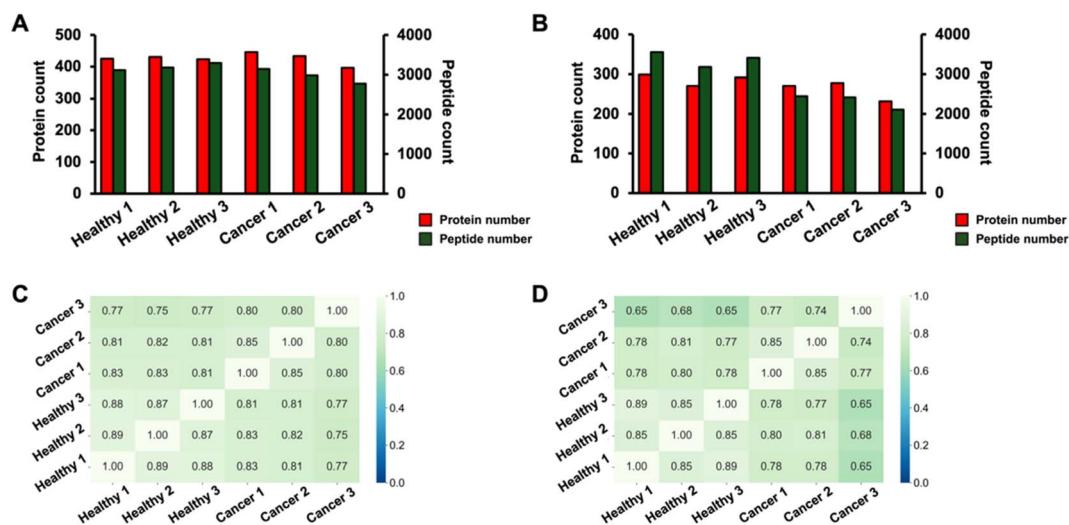 A
500
400
300
200
100
0
Protein count
4000
3000
2000
1000
0
Peptide count
Healthy 1
Healthy 2
Healthy 3
Cancer 1
Cancer 2
Cancer 3
Protein number
Peptide number
B
400
300
200
100
0
Protein count
4000
3000
2000
1000
0
Peptide count
Healthy 1
Healthy 2
Healthy 3
Cancer 1
Cancer 2
Cancer 3
Protein number
Peptide number
C
Cancer 3 0.77 0.75 0.77 0.80 0.80 1.00
Cancer 2 0.81 0.82 0.81 0.85 1.00 0.80
Cancer 1 0.83 0.83 0.81 1.00 0.85 0.80
Healthy 3 0.88 0.87 1.00 0.81 0.81 0.77
Healthy 2 0.89 1.00 0.87 0.83 0.82 0.75
Healthy 1 1.00 0.89 0.88 0.83 0.81 0.77
Healthy 1
Healthy 2
Healthy 3
Cancer 1
Cancer 2
Cancer 3
1.0
0.8
0.6
0.4
0.2
0.0
D
Cancer 3 0.65 0.68 0.65 0.77 0.74 1.00
Cancer 2 0.78 0.81 0.77 0.85 1.00 0.74
Cancer 1 0.78 0.80 0.78 1.00 0.85 0.77
Healthy 3 0.89 0.85 1.00 0.78 0.77 0.65
Healthy 2 0.85 1.00 0.85 0.80 0.81 0.68
Healthy 1 1.00 0.85 0.89 0.78 0.78 0.65
Healthy 1
Healthy 2
Healthy 3
Cancer 1
Cancer 2
Cancer 3
1.0
0.8
0.6
0.4
0.2
0.0